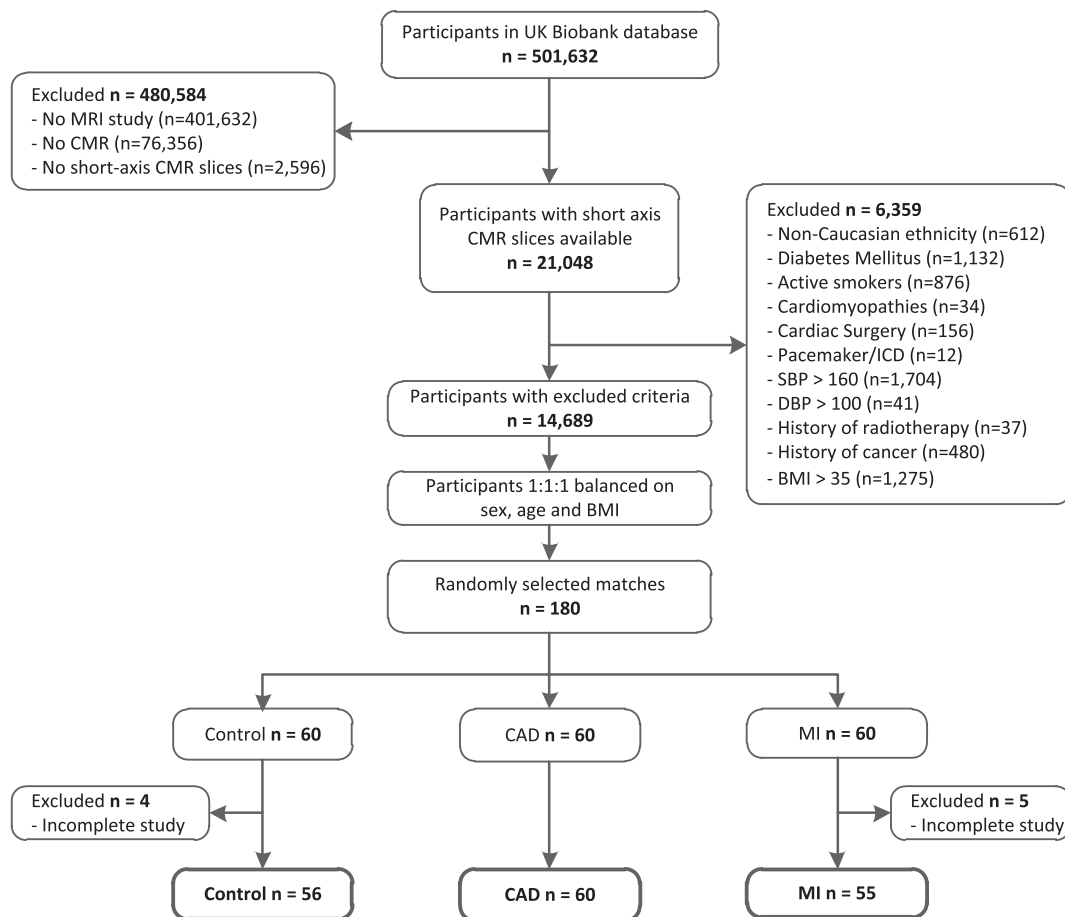 Participants in UK Biobank database
n = 501,632
Excluded n = 480,584
- No MRI study (n=401,632)
- No CMR (n=76,356)
- No short-axis CMR slices (n=2,596)
Participants with short axis
CMR slices available
n = 21,048
Excluded n = 6,359
- Non-Caucasian ethnicity (n=612)
- Diabetes Mellitus (n=1,132)
- Active smokers (n=876)
- Cardiomyopathies (n=34)
- Cardiac Surgery (n=156)
- Pacemaker/ICD (n=12)
- SBP > 160 (n=1,704)
- DBP > 100 (n=41)
- History of radiotherapy (n=37)
- History of cancer (n=480)
- BMI > 35 (n=1,275)
Participants with excluded criteria
n = 14,689
Participants 1:1:1 balanced on
sex, age and BMI
Randomly selected matches
n = 180
Control n = 60
CAD n = 60
MI n = 60
Excluded n = 4
- Incomplete study
Excluded n = 5
- Incomplete study
Control n = 56
CAD n = 60
MI n = 55